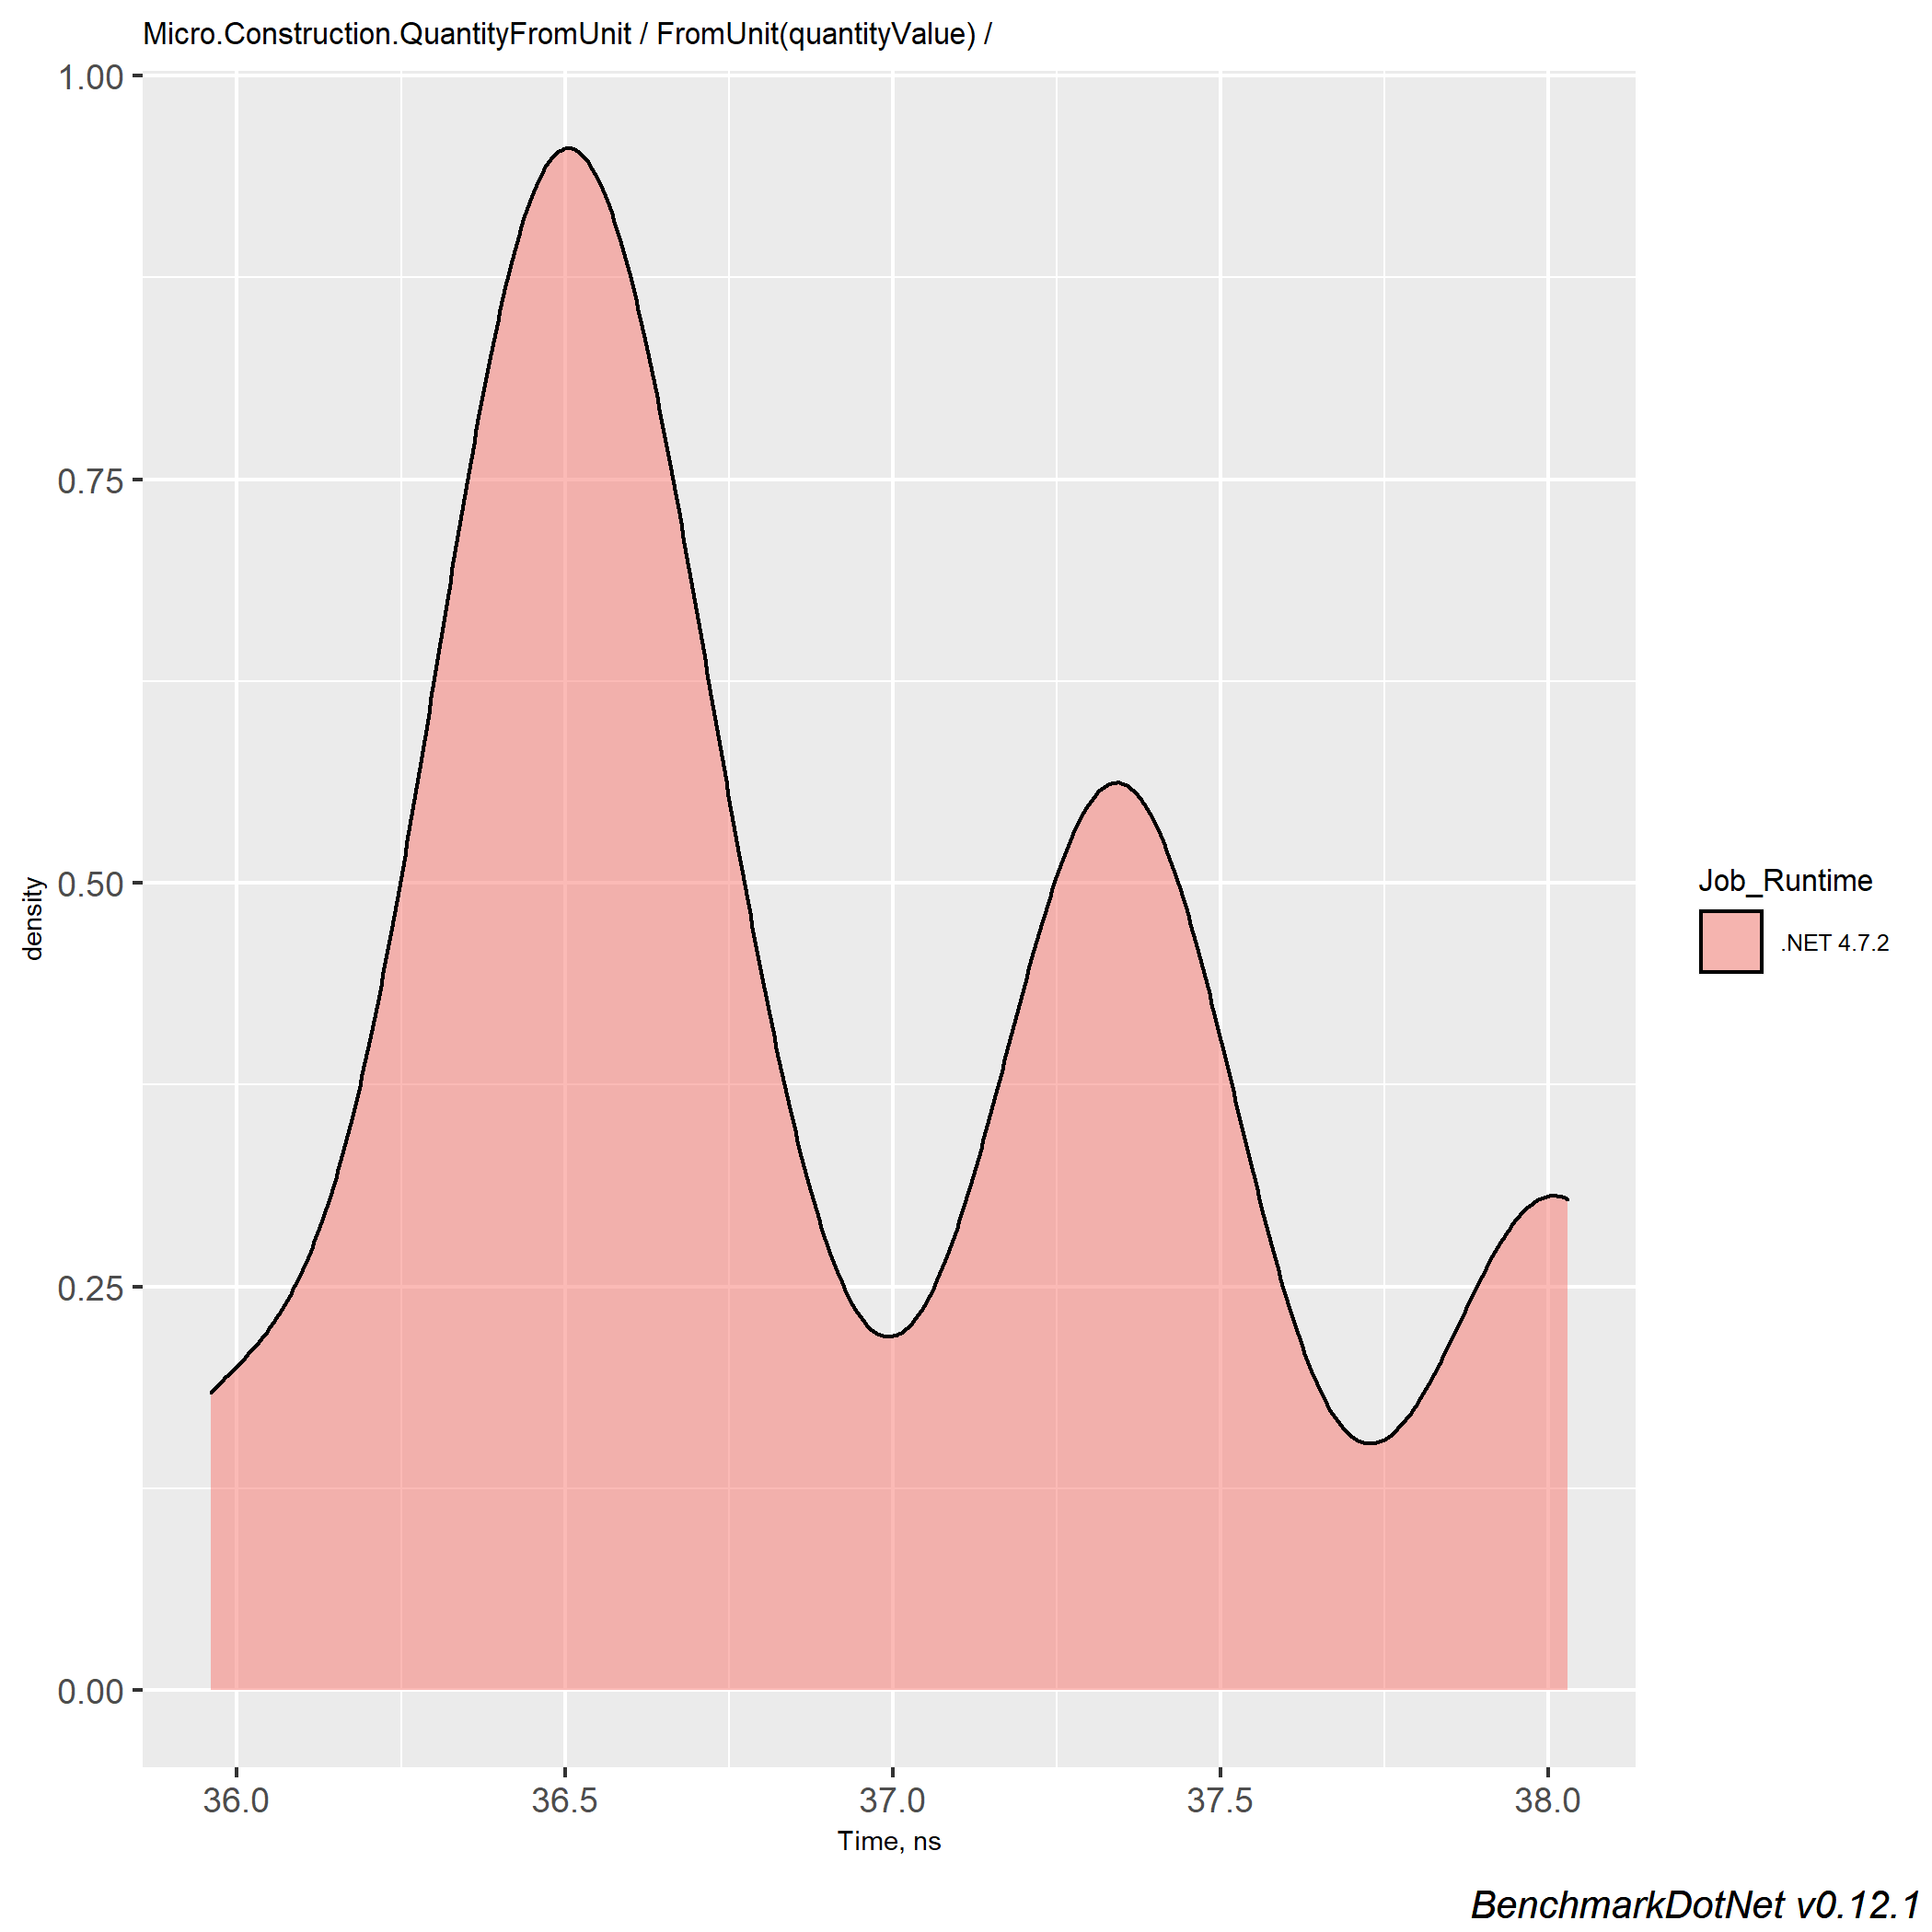 Micro.Construction.QuantityFromUnit / FromUnit(quantityValue) /
1.00
0.75
0.50
0.25
0.00
density
36.0 36.5 37.0 37.5 38.0
Time, ns
Job_Runtime
.NET 4.7.2
BenchmarkDotNet v0.12.1